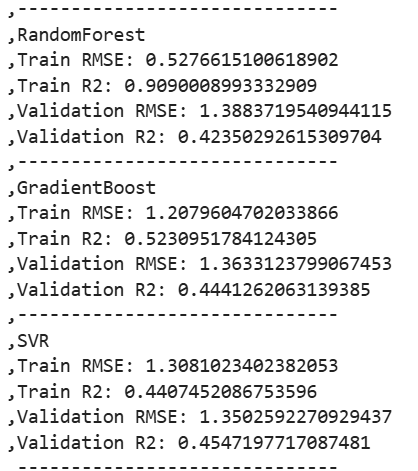 ,------------------------------
,RandomForest
,Train RMSE: 0.5276615100618902
,Train R2: 0.9090008993332909
,Validation RMSE: 1.3883719540944115
,Validation R2: 0.42350292615309704
,------------------------------
,GradientBoost
,Train RMSE: 1.2079604702033866
,Train R2: 0.5230951784124305
,Validation RMSE: 1.3633123799067453
,Validation R2: 0.4441262063139385
,------------------------------
,SVR
,Train RMSE: 1.3081023402382053
,Train R2: 0.4407452086753596
,Validation RMSE: 1.3502592270929437
,Validation R2: 0.4547197717087481
------------------------------